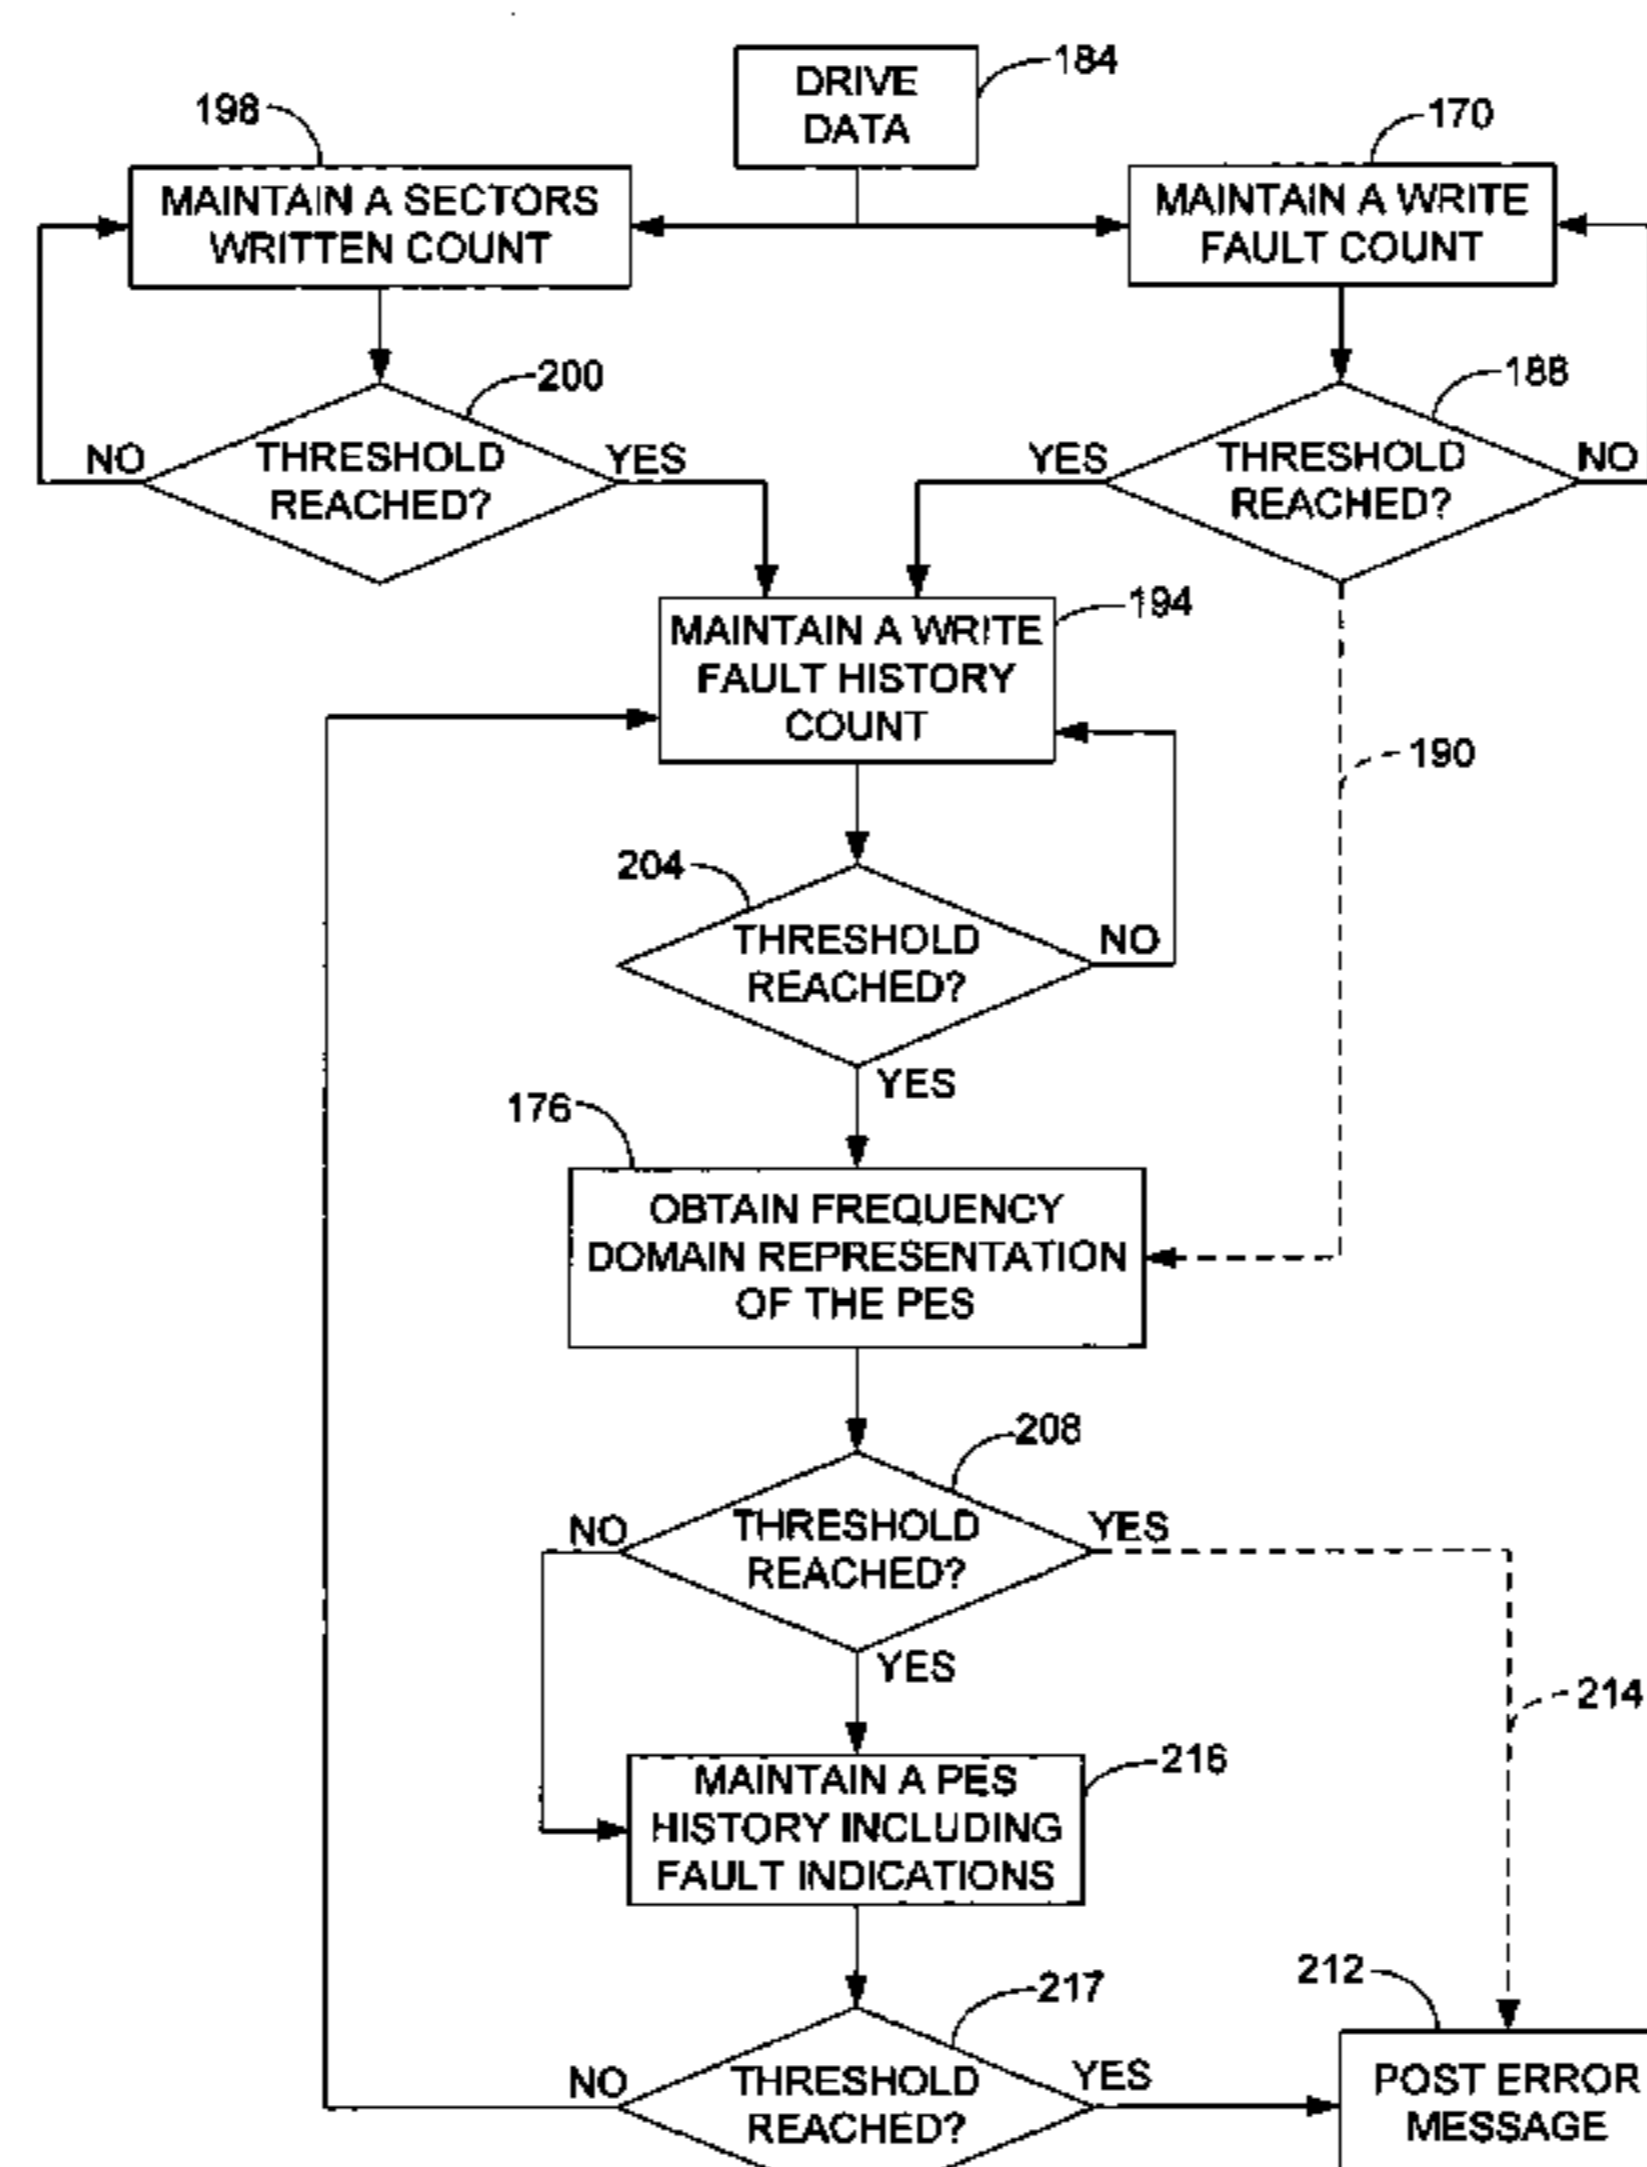 DRIVE
DATA
184
198
170
MAINTAIN A SECTORS
WRITTEN COUNT
MAINTAIN A WRITE
FAULT COUNT
200
188
NO
THRESHOLD
REACHED?
YES
YES
THRESHOLD
REACHED?
NO
194
MAINTAIN A WRITE
FAULT HISTORY
COUNT
190
204
THRESHOLD
REACHED?
NO
YES
176
OBTAIN FREQUENCY
DOMAIN REPRESENTATION
OF THE PES
208
NO
THRESHOLD
REACHED?
YES
YES
214
216
MAINTAIN A PES
HISTORY INCLUDING
FAULT INDICATIONS
217
212
NO
THRESHOLD
REACHED?
YES
POST ERROR
MESSAGE